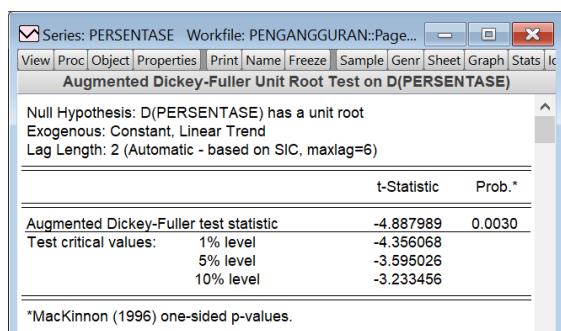 Series: PERSENTASE Workfile: PENGANGGURAN::Page...
View Proc Object Properties Print Name Freeze Sample Genr Sheet Graph Stats
Augmented Dickey-Fuller Unit Root Test on D(PERSENTASE)
Null Hypothesis: D(PERSENTASE) has a unit root
Exogenous: Constant, Linear Trend
Lag Length: 2 (Automatic - based on SIC, maxlag=6)
t-Statistic Prob.*
Augmented Dickey-Fuller test statistic -4.887989 0.0030
Test critical values: 1% level -4.356068
5% level -3.595026
10% level -3.233456
*MacKinnon (1996) one-sided p-values.